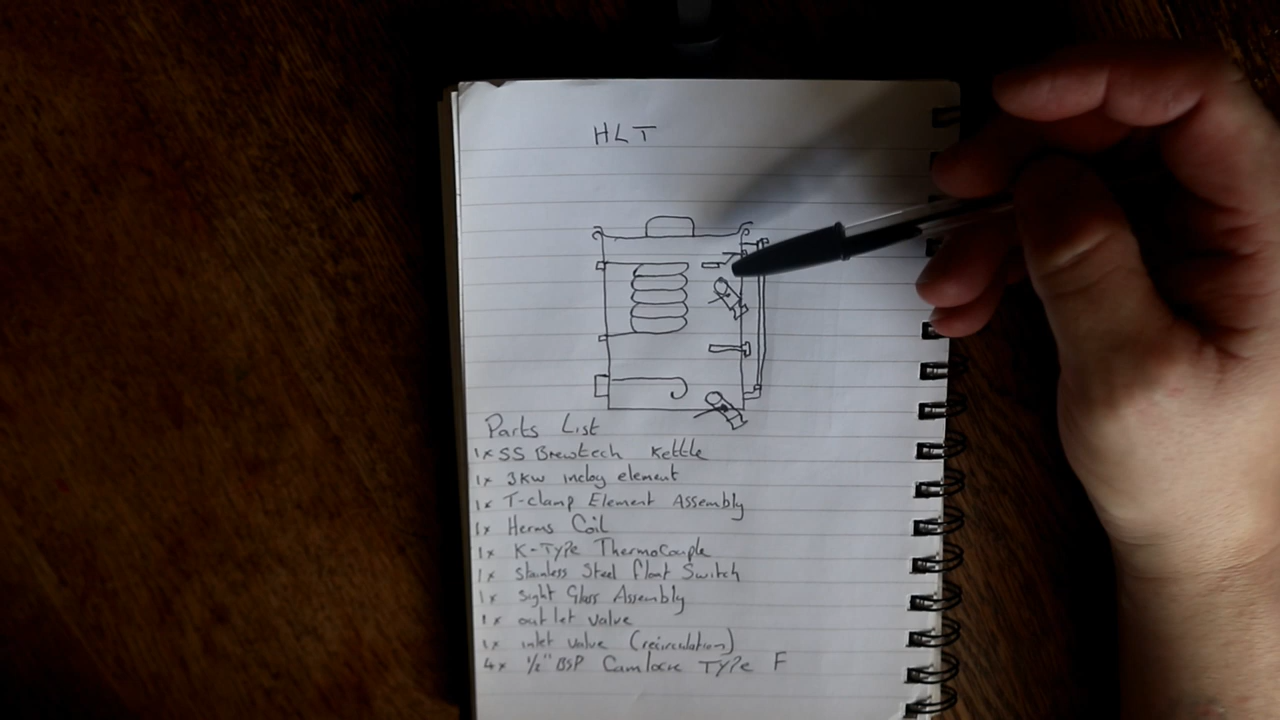 HLT
Parts List
1x SS Brewtech Kettle
1x 3kw incloy element
1x T-clamp Element Assembly
1x Herms Coil
1x K-Type Thermocouple
1x Stainless Steel float Switch
1x Sight Glass Assembly
1x outlet valve
1x inlet valve (recirculation)
4x 1/2" BSP Camlock Type F